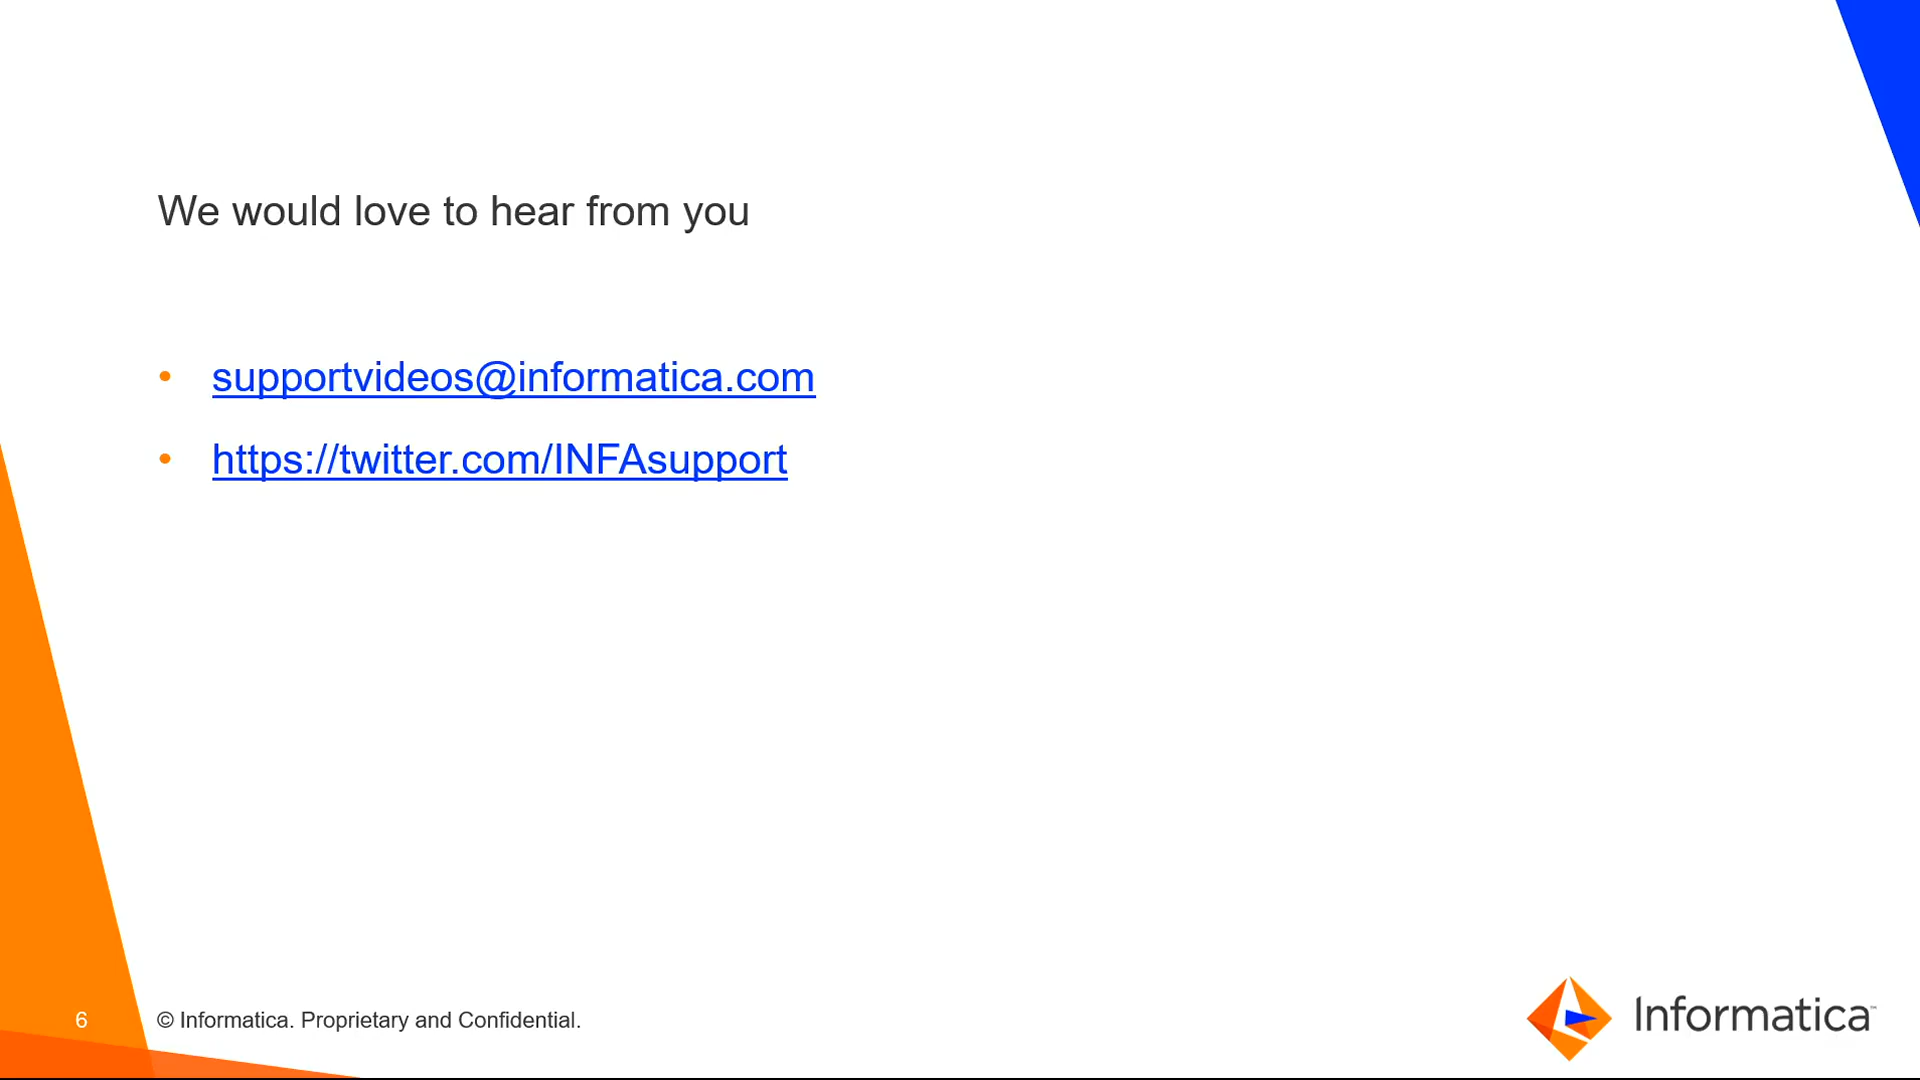 We would love to hear from you
• supportvideos@informatica.com
• https://twitter.com/INFAsupport
6
© Informatica. Proprietary and Confidential.
Informatica™